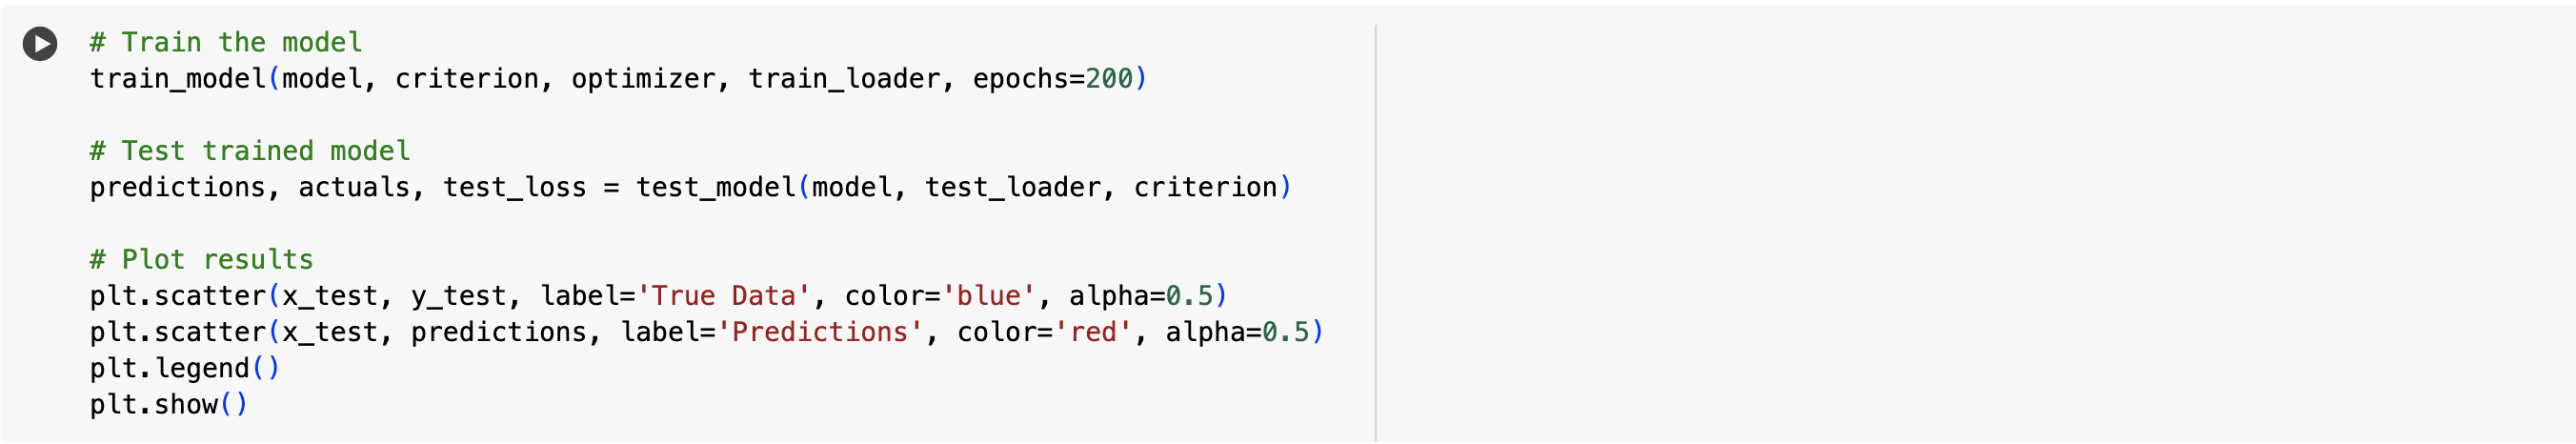 # Train the model
train_model(model, criterion, optimizer, train_loader, epochs=200)
# Test trained model
predictions, actuals, test_loss = test_model(model, test_loader, criterion)
# Plot results
plt.scatter(x_test, y_test, label='True Data', color='blue', alpha=0.5)
plt.scatter(x_test, predictions, label='Predictions', color='red', alpha=0.5)
plt.legend()
plt.show()